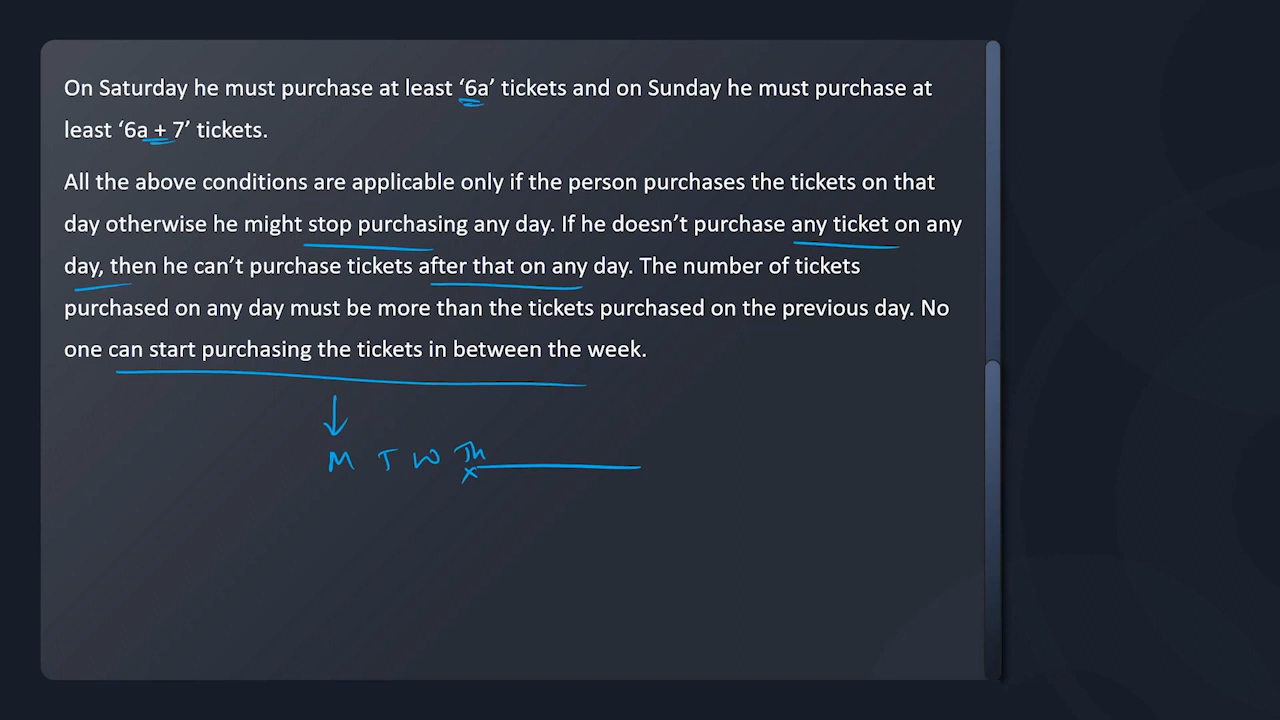 On Saturday he must purchase at least ‘6a’ tickets and on Sunday he must purchase at
least ‘6a + 7’ tickets.
All the above conditions are applicable only if the person purchases the tickets on that
day otherwise he might stop purchasing any day. If he doesn’t purchase any ticket on any
day, then he can’t purchase tickets after that on any day. The number of tickets
purchased on any day must be more than the tickets purchased on the previous day. No
one can start purchasing the tickets in between the week.
M T W Th
x